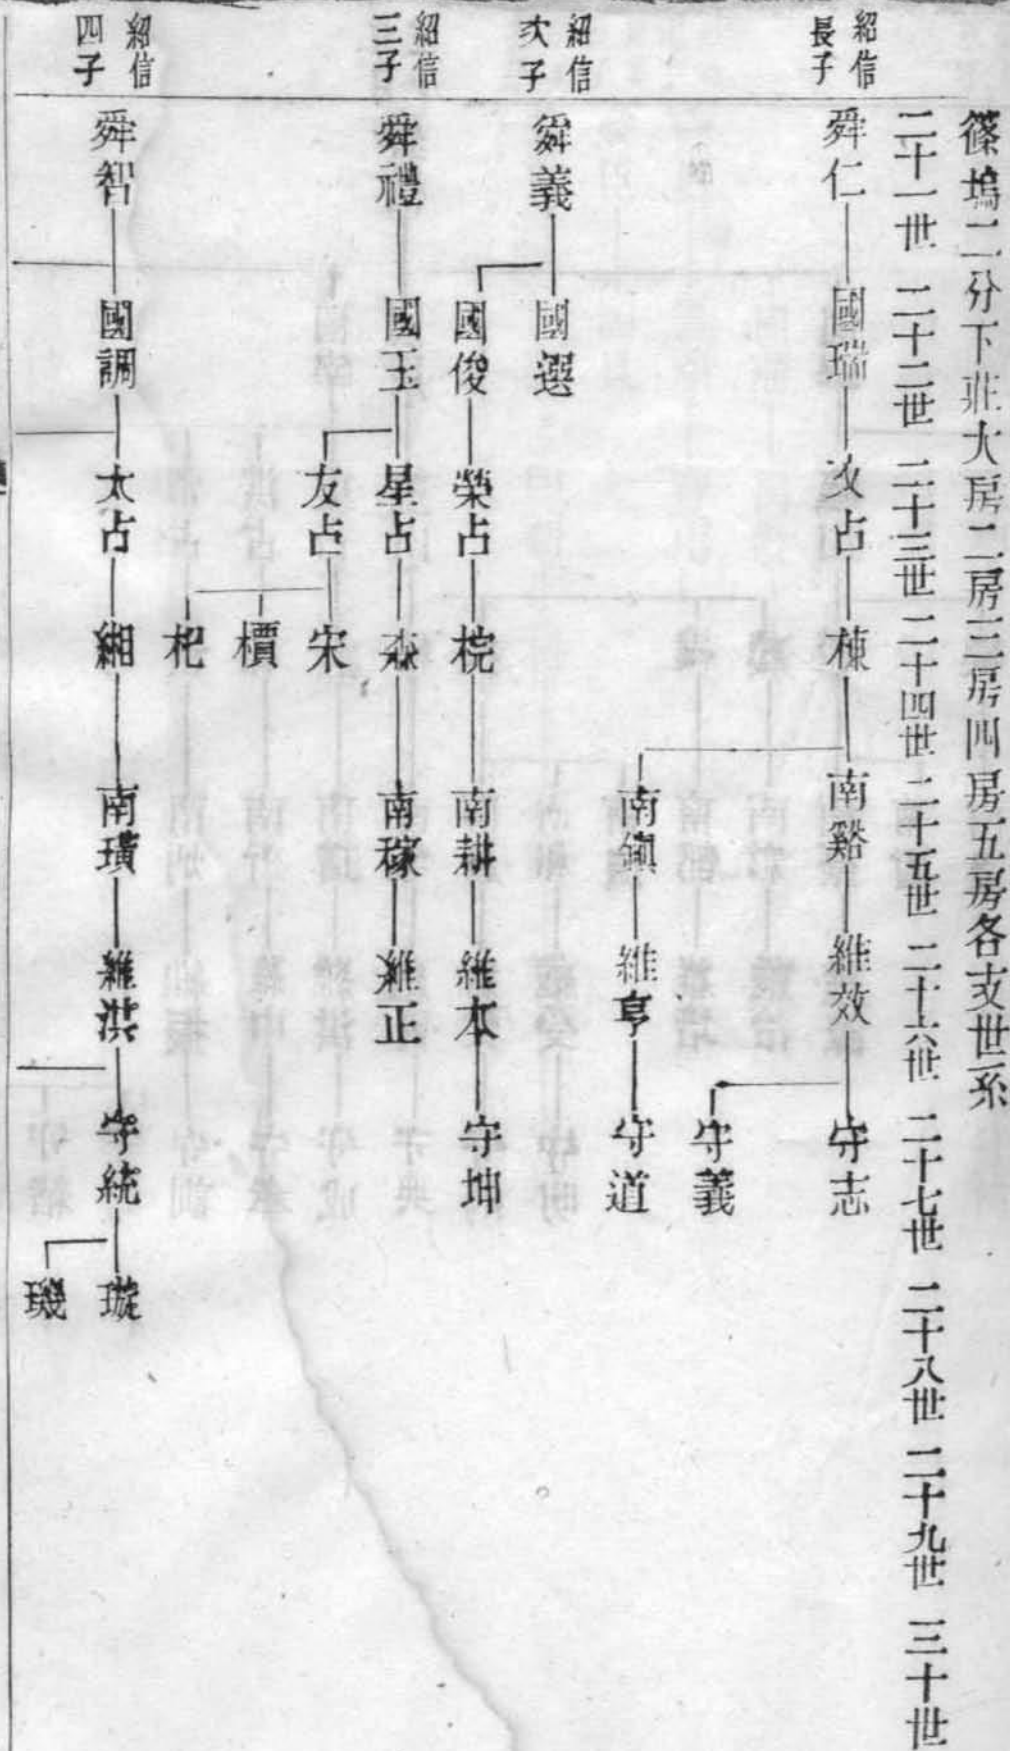 篠塢二分下莊大房二房三房四房五房各支世系
二十一世 二十二世 二十三世 二十四世 二十五世 二十六世 二十七世 二十八世 二十九世 三十世
紹信長子
舜仁 國瑞 攵占 棟 南谿 維效 守志
守義
南鎮 維亨 守道
紹信次子
舜義 國選
國俊 榮占 梡 南耕 維本 守坤
紹信三子
舜禮 國玉 星占 森 南稼 維正
友占 宋
檟
杞
紹信四子
舜智 國調 太占 緗 南璜 維洪 守統 璇
璣